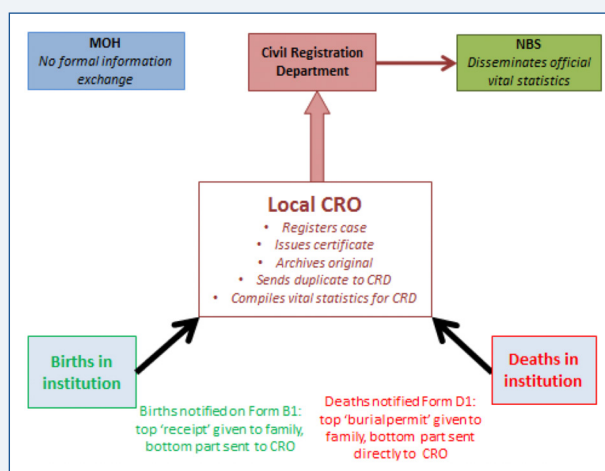 MOH
No formal information
exchange
Civil Registration
Department
NBS
Disseminates official
vital statistics
Local CRO
• Registers case
• Issues certificate
• Archives original
• Sends duplicate to CRD
• Compiles vital statistics for CRD
Births in
institution
Deaths in
institution
Births notified on Form B1:
top 'receipt' given to family,
bottom part sent to CRO
Deaths notified Form D1:
top 'burial permit' given to
family, bottom part sent
directly to CRO